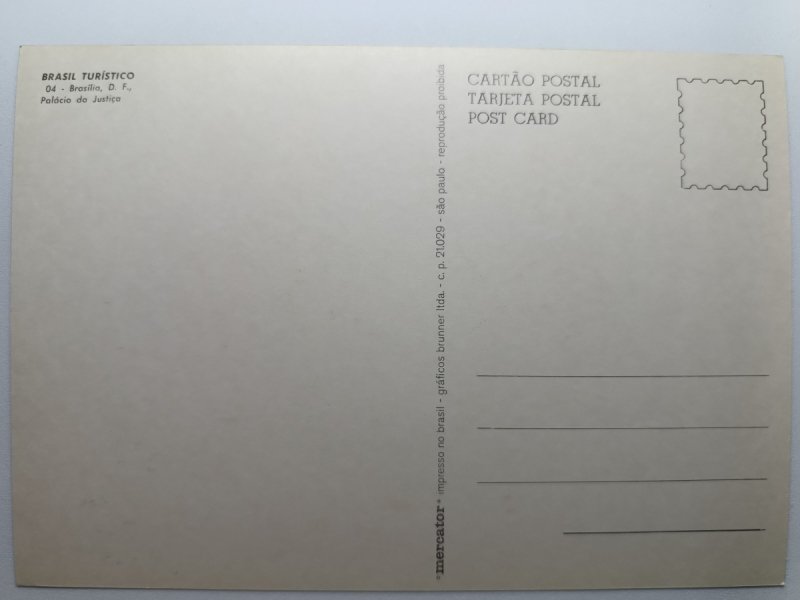 BRASIL TURÍSTICO
04 - Brasília, D. F.,
Palácio da Justiça
*mercator* impresso no brasil - gráficos brunner ltda. - c. p. 21.029 - são paulo - reprodução proibida
CARTÃO POSTAL
TARJETA POSTAL
POST CARD